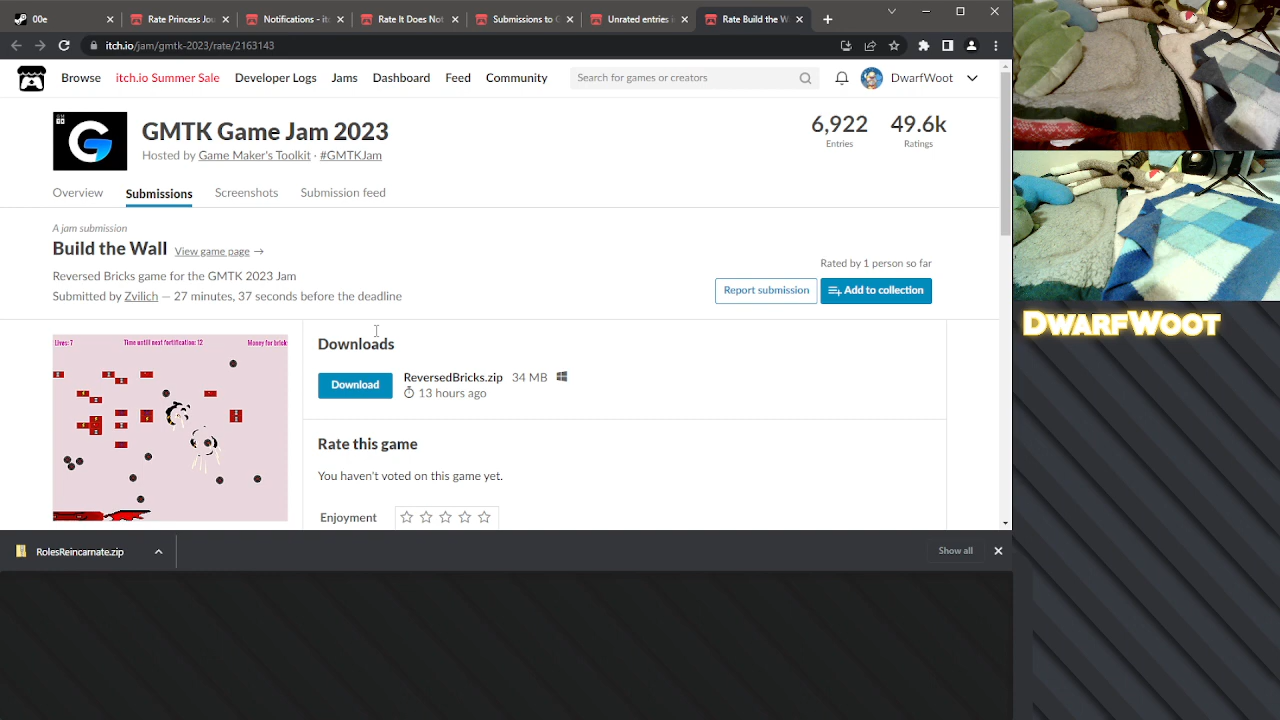 00e
Rate Princess Jou
Notifications - it
Rate It Does Not
Submissions to G
Unrated entries i
Rate Build the W
itch.io/jam/gmtk-2023/rate/2163143
Browse itch.io Summer Sale Developer Logs Jams Dashboard Feed Community Search for games or creators DwarfWoot
GMTK Game Jam 2023
Hosted by Game Maker's Toolkit · #GMTKJam
6,922 49.6k
Entries Ratings
Overview Submissions Screenshots Submission feed
A jam submission
Build the Wall View game page →
Reversed Bricks game for the GMTK 2023 Jam
Submitted by Zvilich — 27 minutes, 37 seconds before the deadline
Rated by 1 person so far
Report submission Add to collection
Lives: 7 Time untill next fortification: 12 Money for brick
Downloads
Download ReversedBricks.zip 34 MB
13 hours ago
Rate this game
You haven't voted on this game yet.
Enjoyment
RolesReincarnate.zip Show all
DwarfWoot